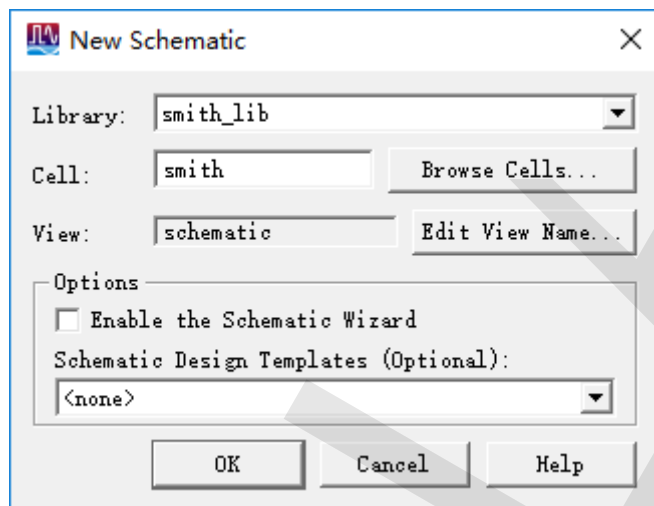 New Schematic
Library: smith_lib
Cell: smith Browse Cells...
View: schematic Edit View Name...
Options
Enable the Schematic Wizard
Schematic Design Templates (Optional):
<none>
OK Cancel Help